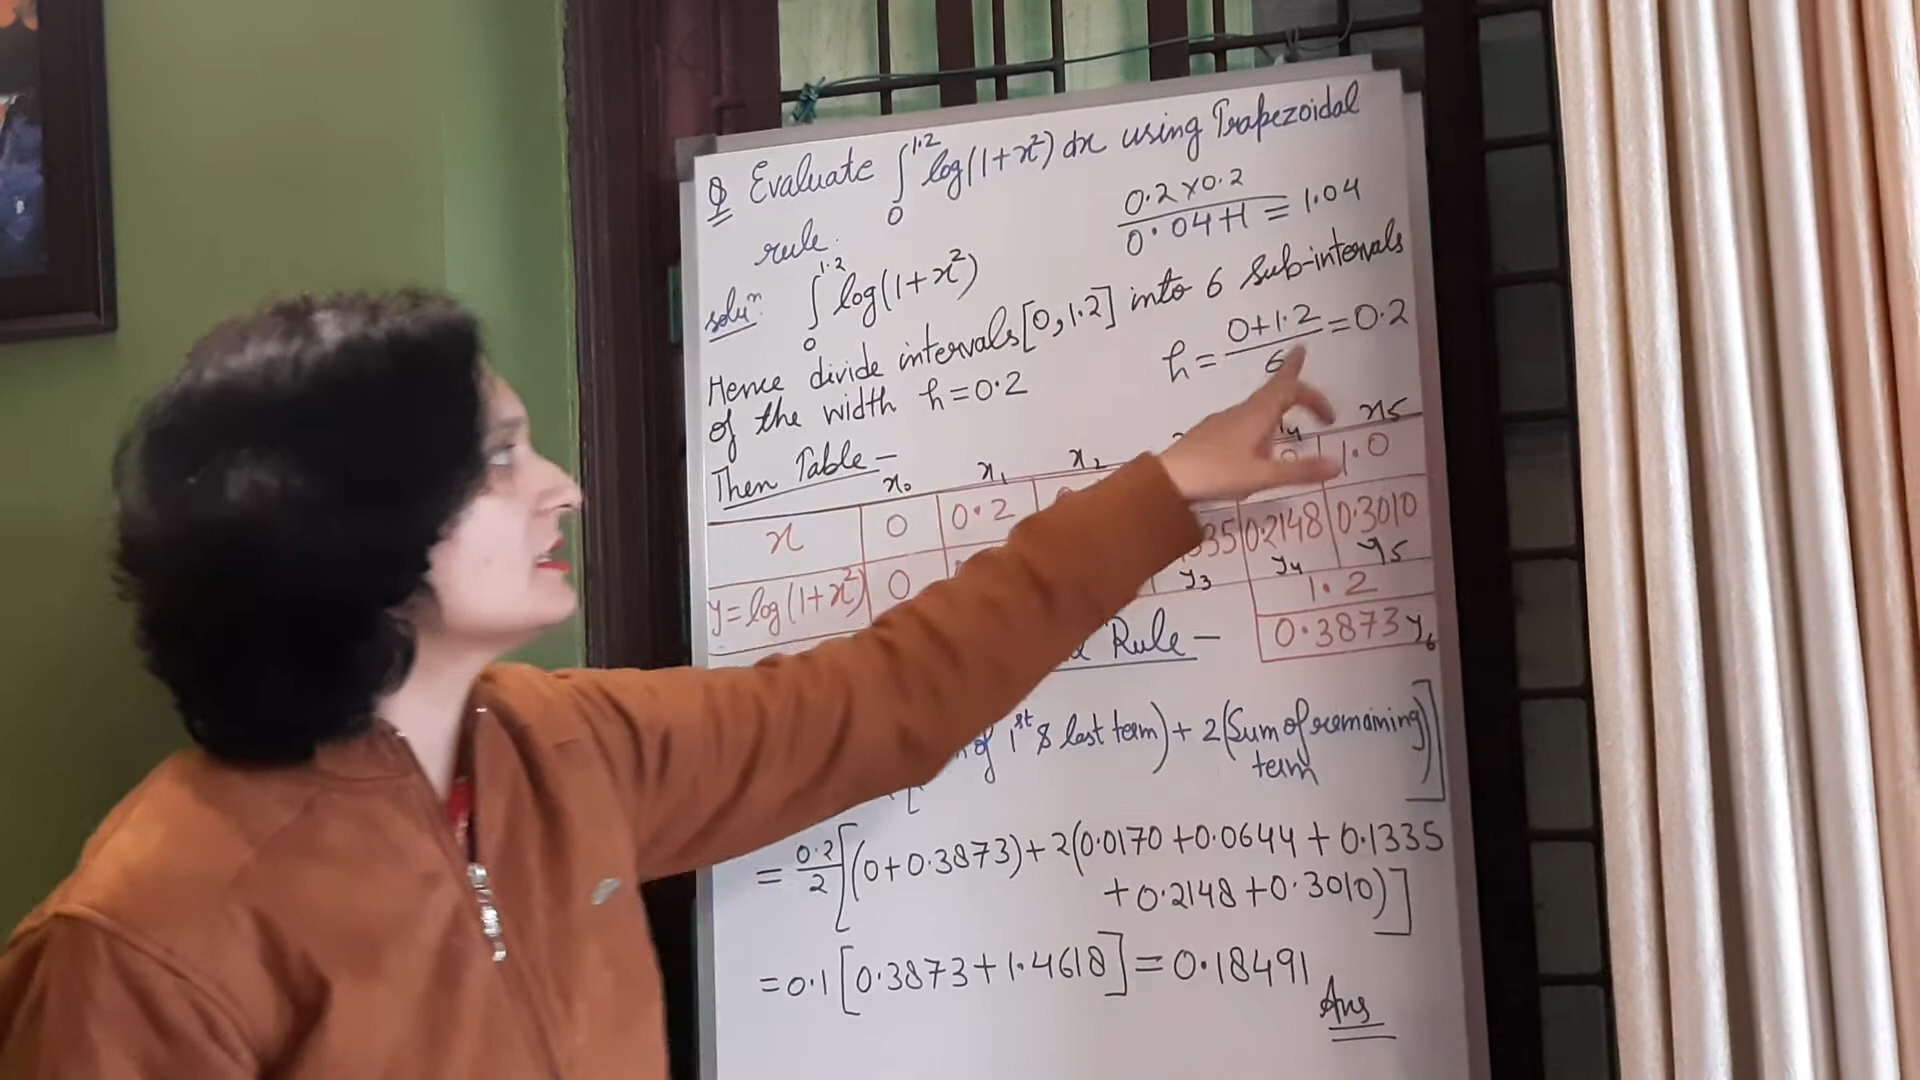 Q Evaluate ∫₀^1.2 log(1+x²) dx using Trapezoidal
rule.
0.2 x 0.2
0.04+1 = 1.04
soluⁿ: ∫₀^1.2 log(1+x²)
Hence divide intervals [0, 1.2] into 6 sub-intervals
of the width h = 0.2
h = (0+1.2)/6 = 0.2
Then Table -
x₀ x₁ x₂ x₅
x 0 0.2 1.0
y = log(1+x²) 0 0.2148 0.3010
y₃ y₄ y₅
1.2
0.3873 y₆
Rule -
of 1st & last term) + 2(Sum of remaining
term)]
= 0.2/2 [(0+0.3873) + 2(0.0170 + 0.0644 + 0.1335
+ 0.2148 + 0.3010)]
= 0.1 [0.3873 + 1.4618] = 0.18491
Ans